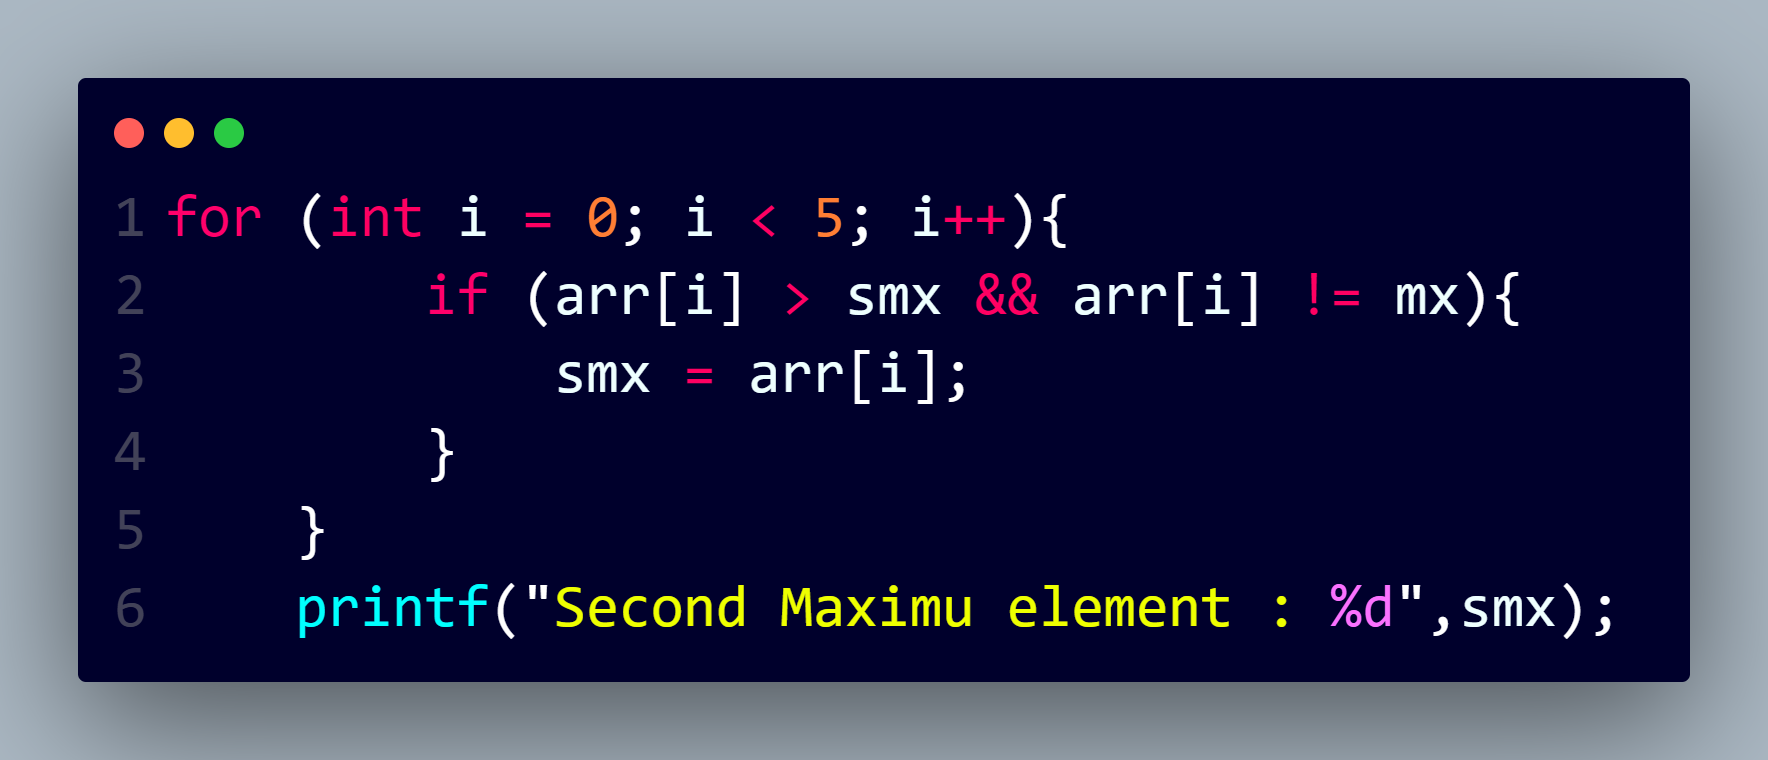 1 for (int i = 0; i < 5; i++){
2         if (arr[i] > smx && arr[i] != mx){
3             smx = arr[i];
4         }
5     }
6     printf("Second Maximu element : %d",smx);